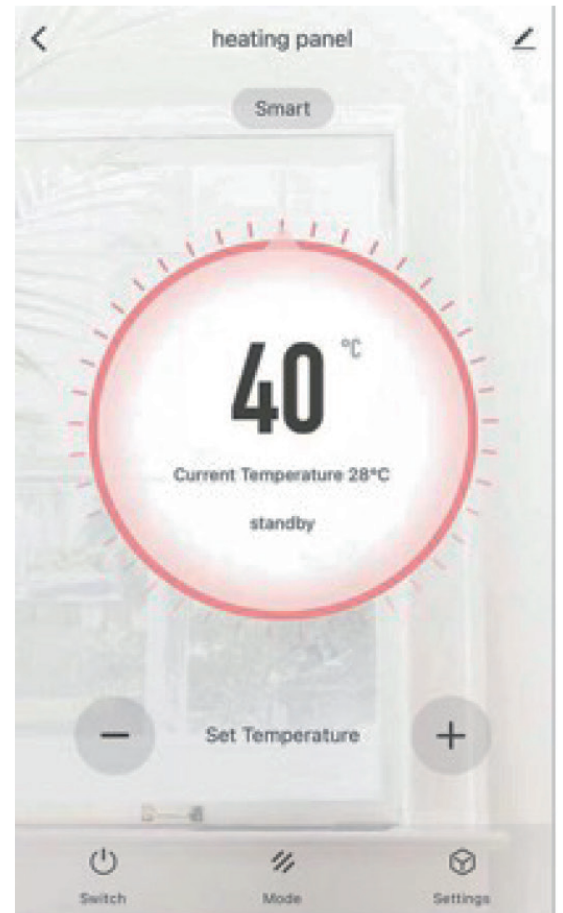 heating panel
Smart
40 °C
Current Temperature 28°C
standby
Set Temperature
Switch Mode Settings